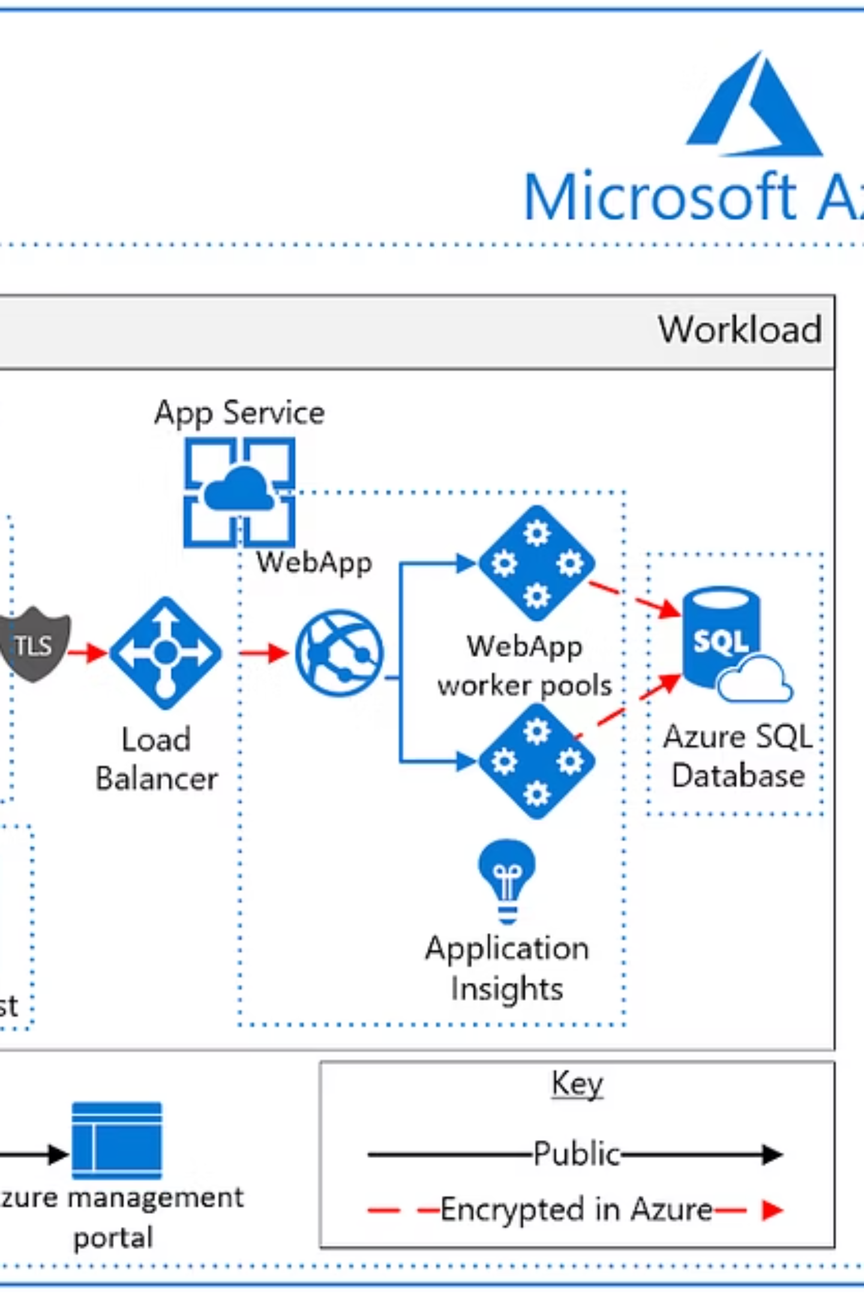 Microsoft Az
Workload
App Service
WebApp
TLS
SQL
WebApp
worker pools
Load
Balancer
Azure SQL
Database
Application
Insights
st
Key
Public
Encrypted in Azure
zure management
portal